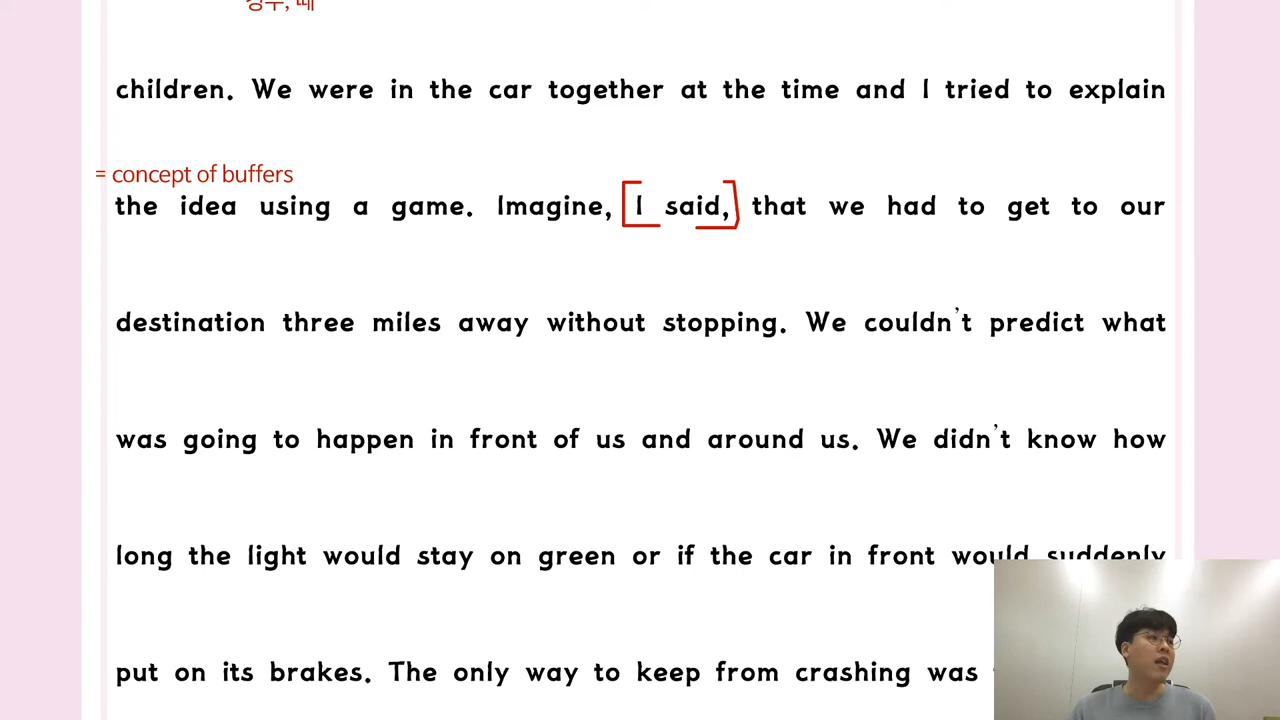 경우, 때
children. We were in the car together at the time and I tried to explain
= concept of buffers
the idea using a game. Imagine, [I said,] that we had to get to our
destination three miles away without stopping. We couldn't predict what
was going to happen in front of us and around us. We didn't know how
long the light would stay on green or if the car in front would suddenly
put on its brakes. The only way to keep from crashing was